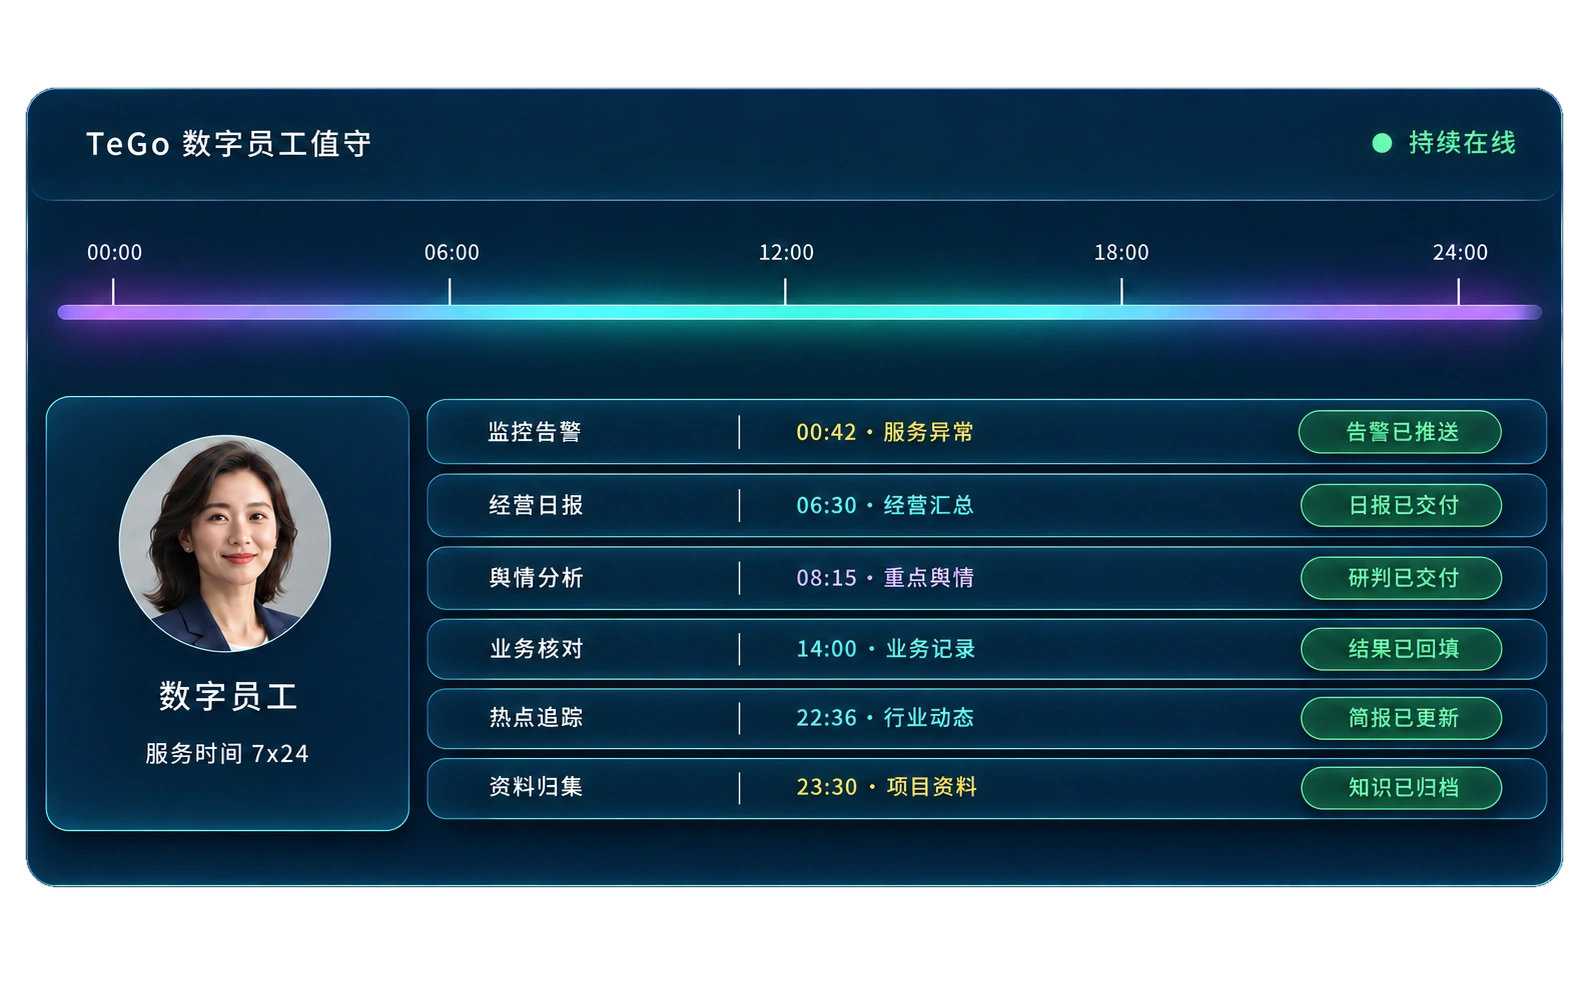 TeGo 数字员工值守
持续在线
00:00 06:00 12:00 18:00 24:00
数字员工
服务时间 7x24
监控告警 00:42 · 服务异常 告警已推送
经营日报 06:30 · 经营汇总 日报已交付
舆情分析 08:15 · 重点舆情 研判已交付
业务核对 14:00 · 业务记录 结果已回填
热点追踪 22:36 · 行业动态 简报已更新
资料归集 23:30 · 项目资料 知识已归档